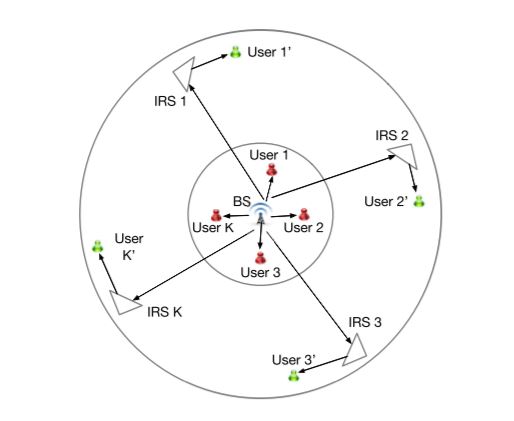 User 1’
IRS 1
IRS 2
User 1
BS
User 2’
User K
User 2
User
K’
User 3
IRS K
IRS 3
User 3’